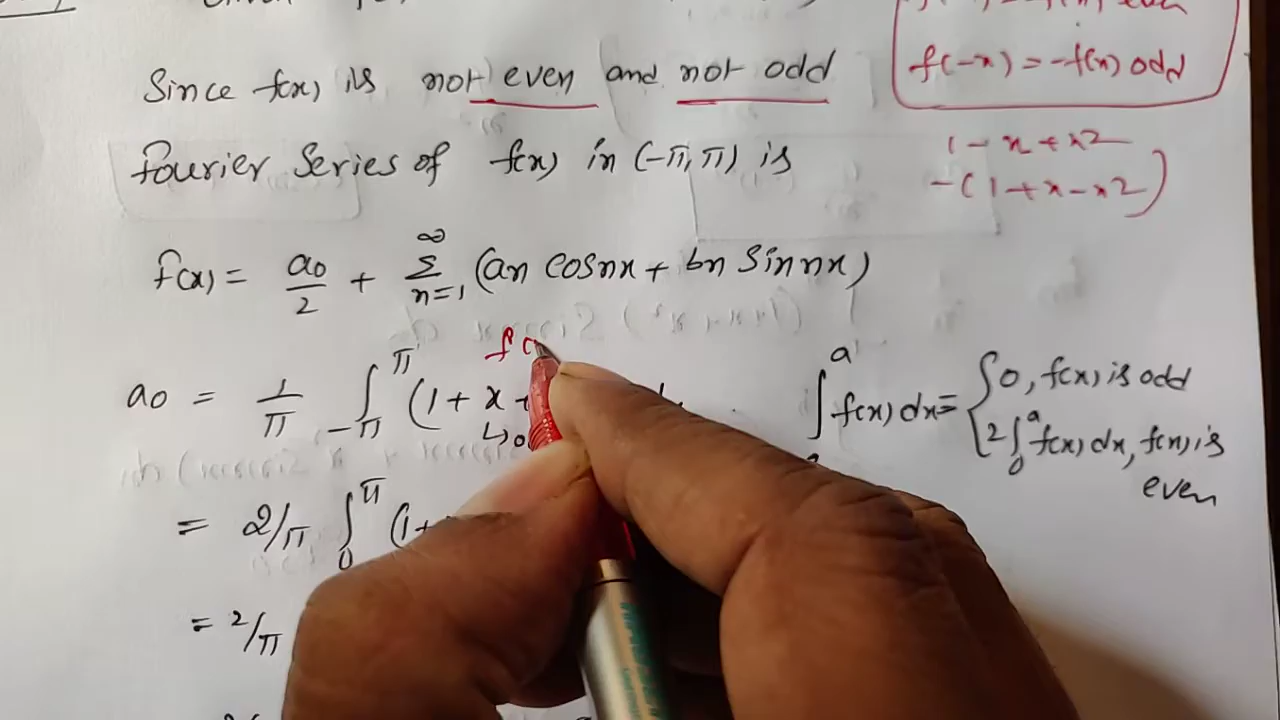 f(-x) = -f(x) odd
Since f(x) is not even and not odd
1 - x + x2
-(1 + x - x2)
Fourier Series of f(x) in (-π, π) is
f(x) = a0/2 + ∞ Σ n=1 (an cosnx + bn Sin nx)
f(
a0 = 1/π ∫ -π π (1 + x +
↳ 0
∫ a f(x) dx = { 0, f(x) is odd
2 ∫ 0 a f(x) dx, f(x) is
even
= 2/π ∫ 0 π (1+
= 2/π